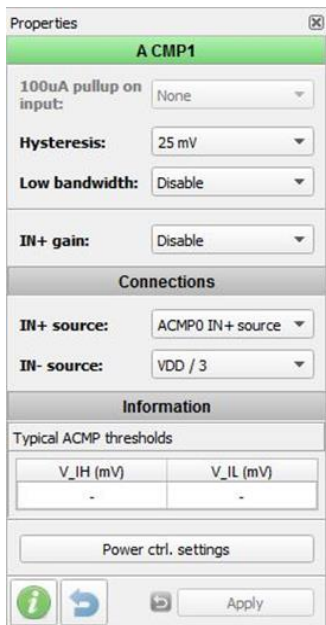 Properties
A CMP1
100uA pullup on
input:
None
Hysteresis:
25 mV
Low bandwidth:
Disable
IN+ gain:
Disable
Connections
IN+ source:
ACMP0 IN+ source
IN- source:
VDD / 3
Information
Typical ACMP thresholds
V_IH (mV)
V_IL (mV)
-
-
Power ctrl. settings
Apply